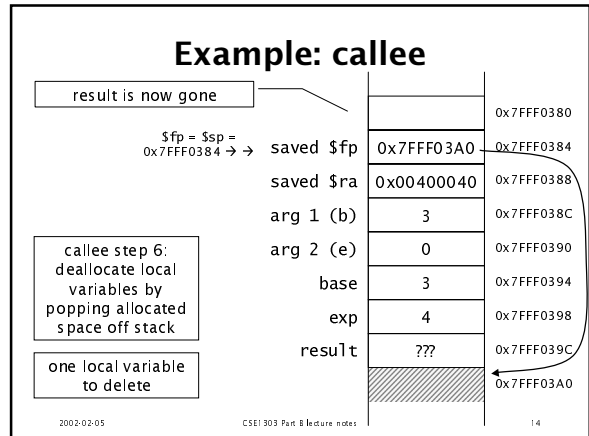 Example: callee
result is now gone
0x7FFF0380
$fp = $sp =
0x7FFF0384 → →
saved $fp 0x7FFF03A0 0x7FFF0384
saved $ra 0x00400040 0x7FFF0388
arg 1 (b) 3 0x7FFF038C
arg 2 (e) 0 0x7FFF0390
base 3 0x7FFF0394
exp 4 0x7FFF0398
result ??? 0x7FFF039C
0x7FFF03A0
callee step 6:
deallocate local
variables by
popping allocated
space off stack
one local variable
to delete
2002-02-05 CSE1303 Part B lecture notes 14